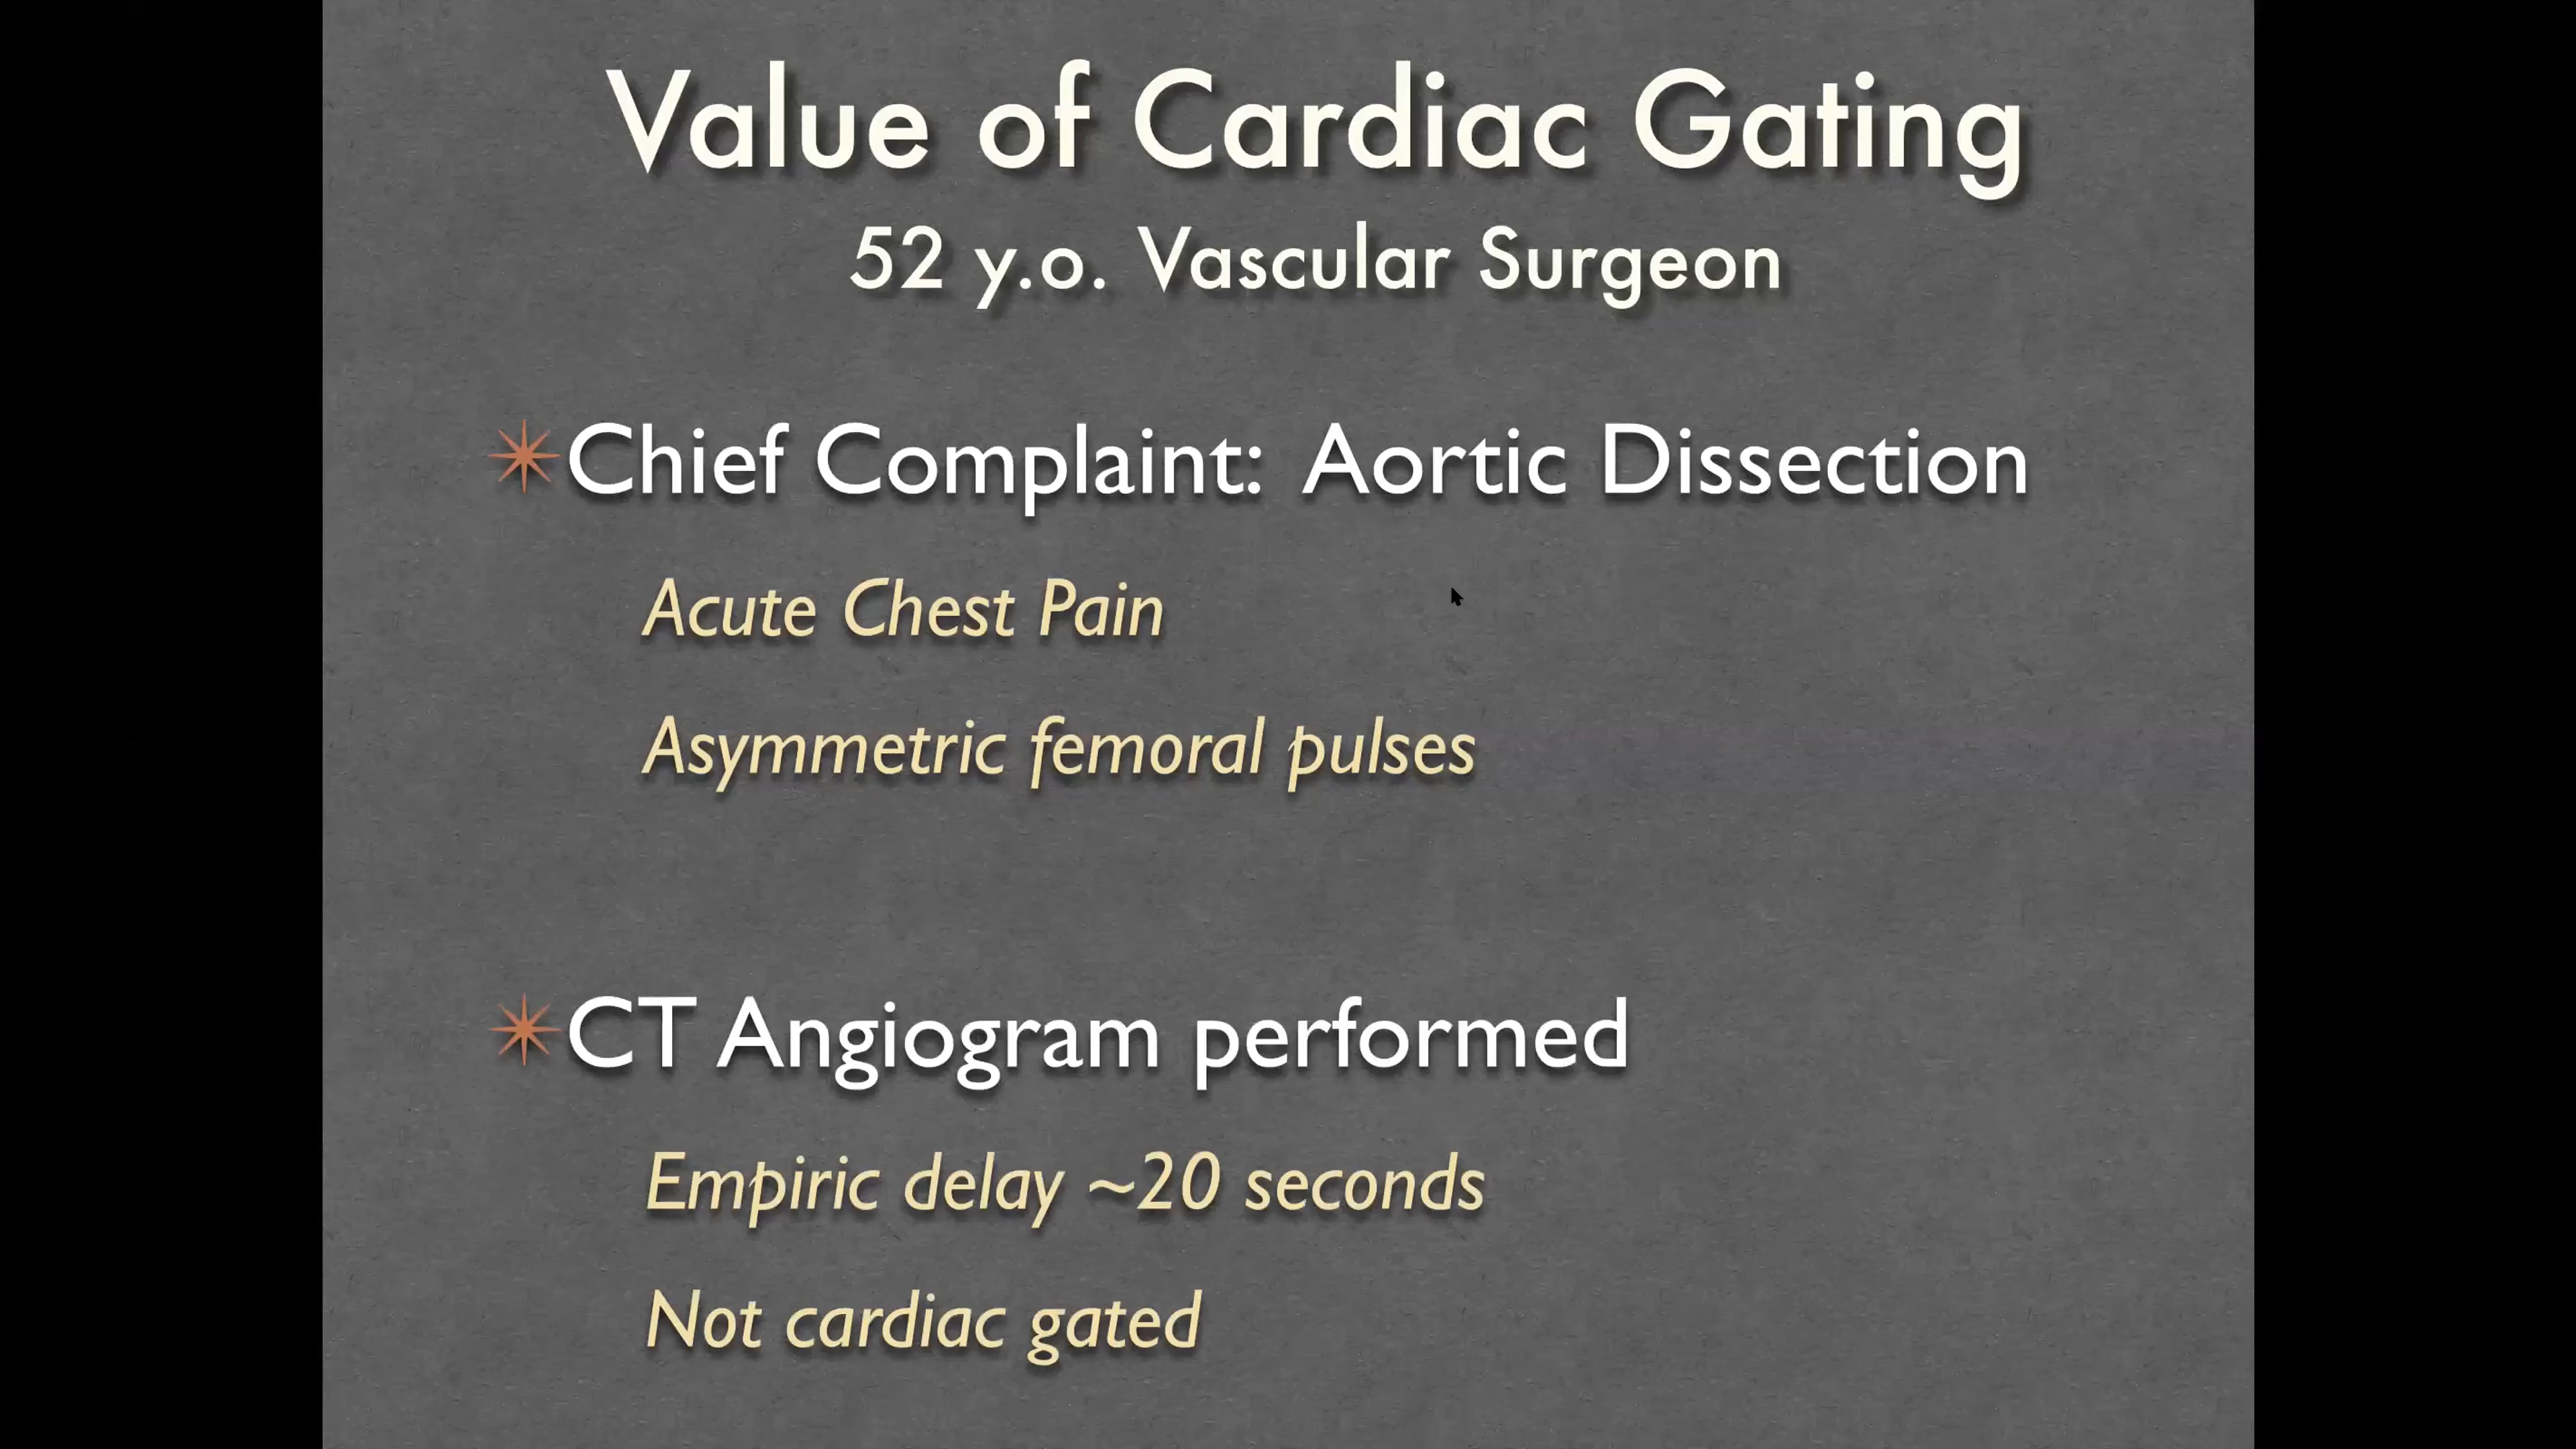 Value of Cardiac Gating
52 y.o. Vascular Surgeon
Chief Complaint: Aortic Dissection
Acute Chest Pain
Asymmetric femoral pulses
CT Angiogram performed
Empiric delay ~20 seconds
Not cardiac gated